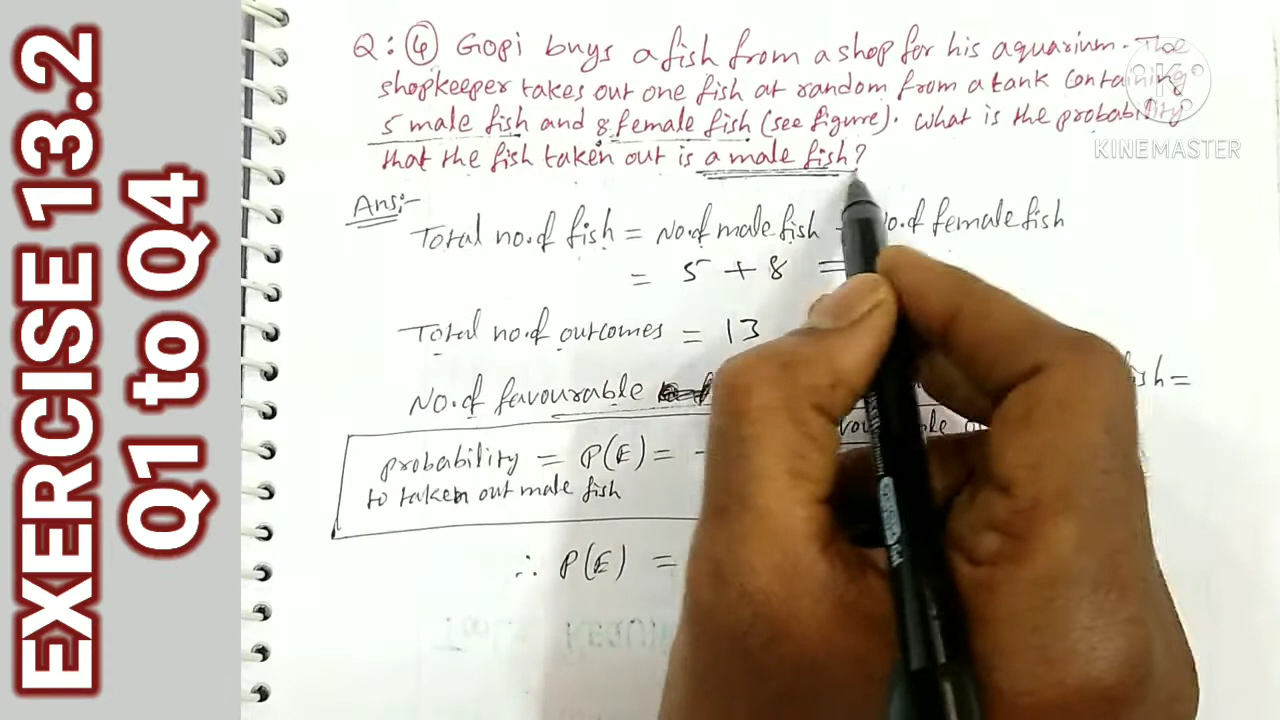 EXERCISE 13.2
Q1 to Q4
Q: 4 Gopi buys a fish from a shop for his aquarium. The
shopkeeper takes out one fish at random from a tank containing
5 male fish and 8 female fish (see figure). What is the probability
that the fish taken out is a male fish?
KINEMASTER
Ans:-
Total no.of fish = No.of male fish + No.of female fish
= 5 + 8 =
Total no.of outcomes = 13
No.of favourable fish =
probability = P(E) =
to taken out male fish
∴ P(E) =